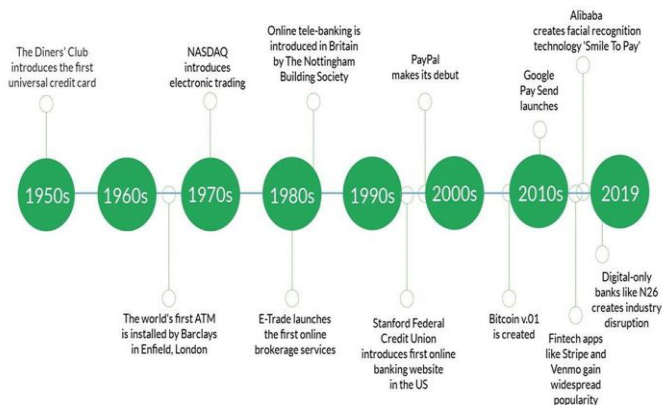 The Diners' Club
introduces the first
universal credit card
NASDAQ
introduces
electronic trading
Online tele-banking is
introduced in Britain
by The Nottingham
Building Society
PayPal
makes its debut
Google
Pay Send
launches
Alibaba
creates facial recognition
technology 'Smile To Pay'
1950s
1960s
1970s
1980s
1990s
2000s
2010s
2019
The world's first ATM
is installed by Barclays
in Enfield, London
E-Trade launches
the first online
brokerage services
Stanford Federal
Credit Union
introduces first online
banking website
in the US
Bitcoin v.01
is created
Fintech apps
like Stripe and
Venmo gain
widespread
popularity
Digital-only
banks like N26
creates industry
disruption